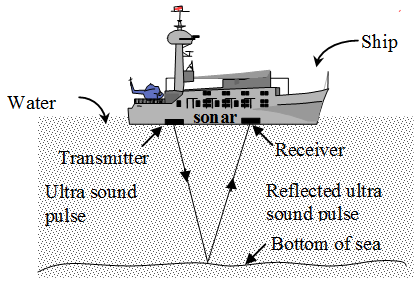 Ship
Water
sonar
Transmitter
Receiver
Ultra sound
pulse
Reflected ultra
sound pulse
Bottom of sea